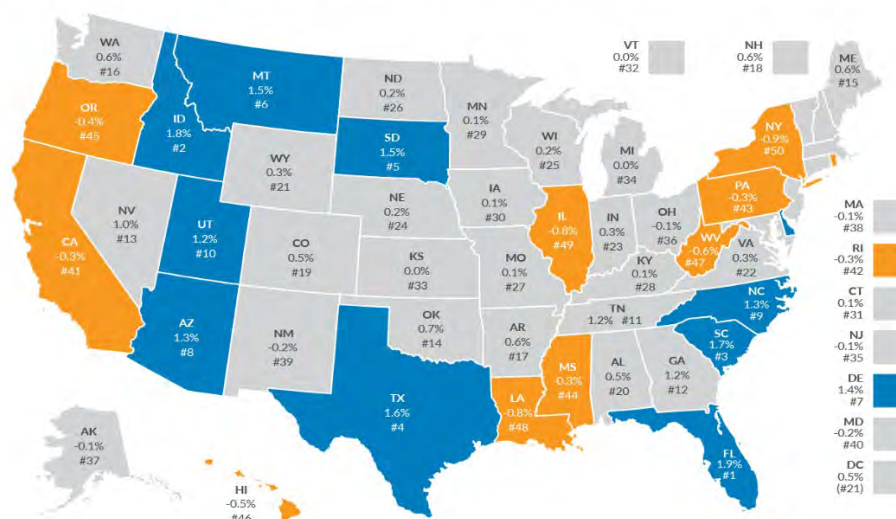 WA
0.6%
#16
OR
-0.4%
#45
CA
-0.3%
#41
NV
1.0%
#13
ID
1.8%
#2
MT
1.5%
#6
WY
0.3%
#21
UT
1.2%
#10
AZ
1.3%
#8
CO
0.5%
#19
NM
-0.2%
#39
ND
0.2%
#26
SD
1.5%
#5
NE
0.2%
#24
KS
0.0%
#33
OK
0.7%
#14
TX
1.6%
#4
MN
0.1%
#29
IA
0.1%
#30
MO
0.1%
#27
AR
0.6%
#17
LA
-0.8%
#48
WI
0.2%
#25
IL
-0.8%
#49
MI
0.0%
#34
IN
0.3%
#23
OH
-0.1%
#36
KY
0.1%
#28
TN
1.2% #11
MS
-0.3%
#44
AL
0.5%
#20
GA
1.2%
#12
FL
1.9%
#1
SC
1.7%
#3
NC
1.3%
#9
VA
0.3%
#22
WV
-0.6%
#47
PA
-0.3%
#43
NY
-0.9%
#50
VT
0.0%
#32
NH
0.6%
#18
ME
0.6%
#15
MA
-0.1%
#38
RI
-0.3%
#42
CT
0.1%
#31
NJ
-0.1%
#35
DE
1.4%
#7
MD
-0.2%
#40
DC
0.5%
(#21)
AK
-0.1%
#37
HI
-0.5%
#46